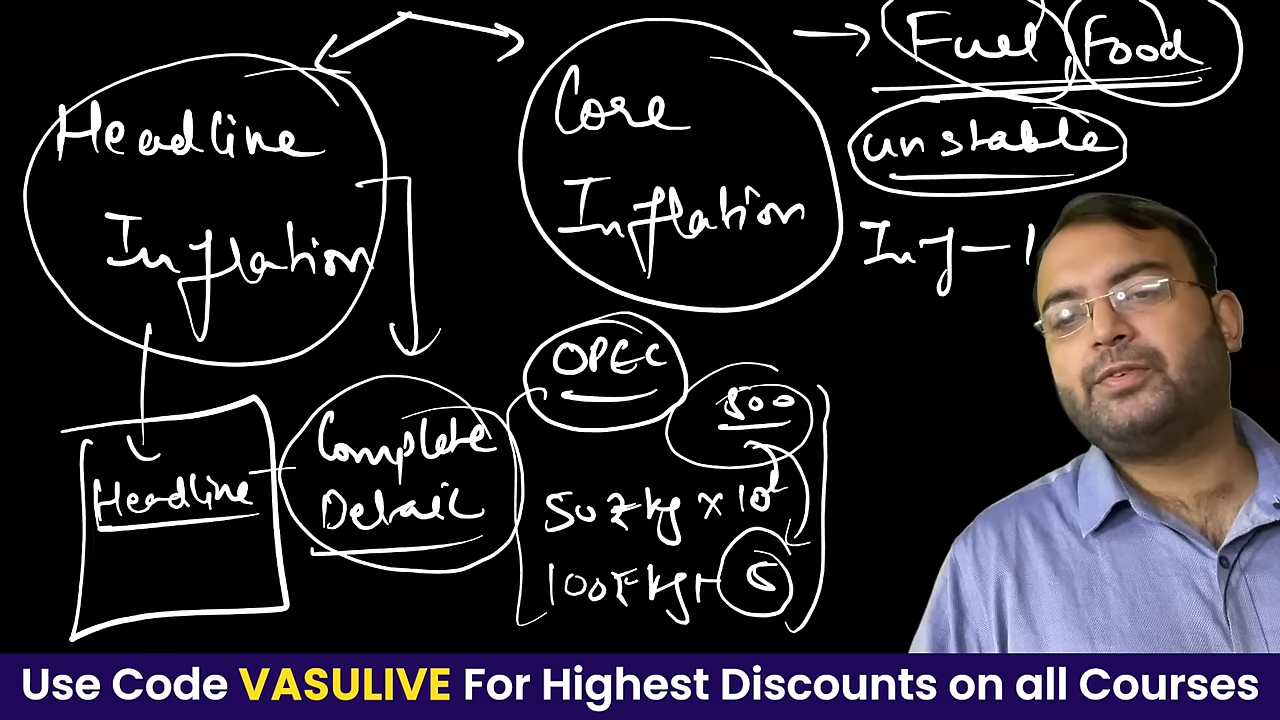 Headline
Inflation
Core
Inflation
Fuel Food
unstable
Headline
Complete
Detail
OPEC
500
50₹kg × 10
100₹kg
5
Use Code VASULIVE For Highest Discounts on all Courses